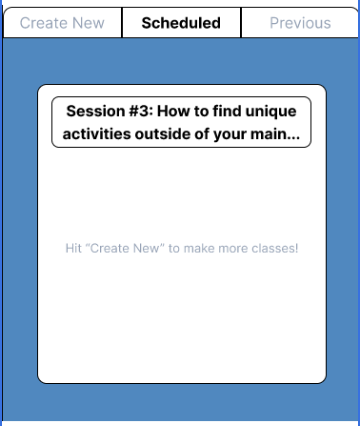 Create New
Scheduled
Previous
Session #3: How to find unique
activities outside of your main...
Hit "Create New" to make more classes!